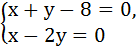 x + y − 8 = 0,
x − 2y = 0